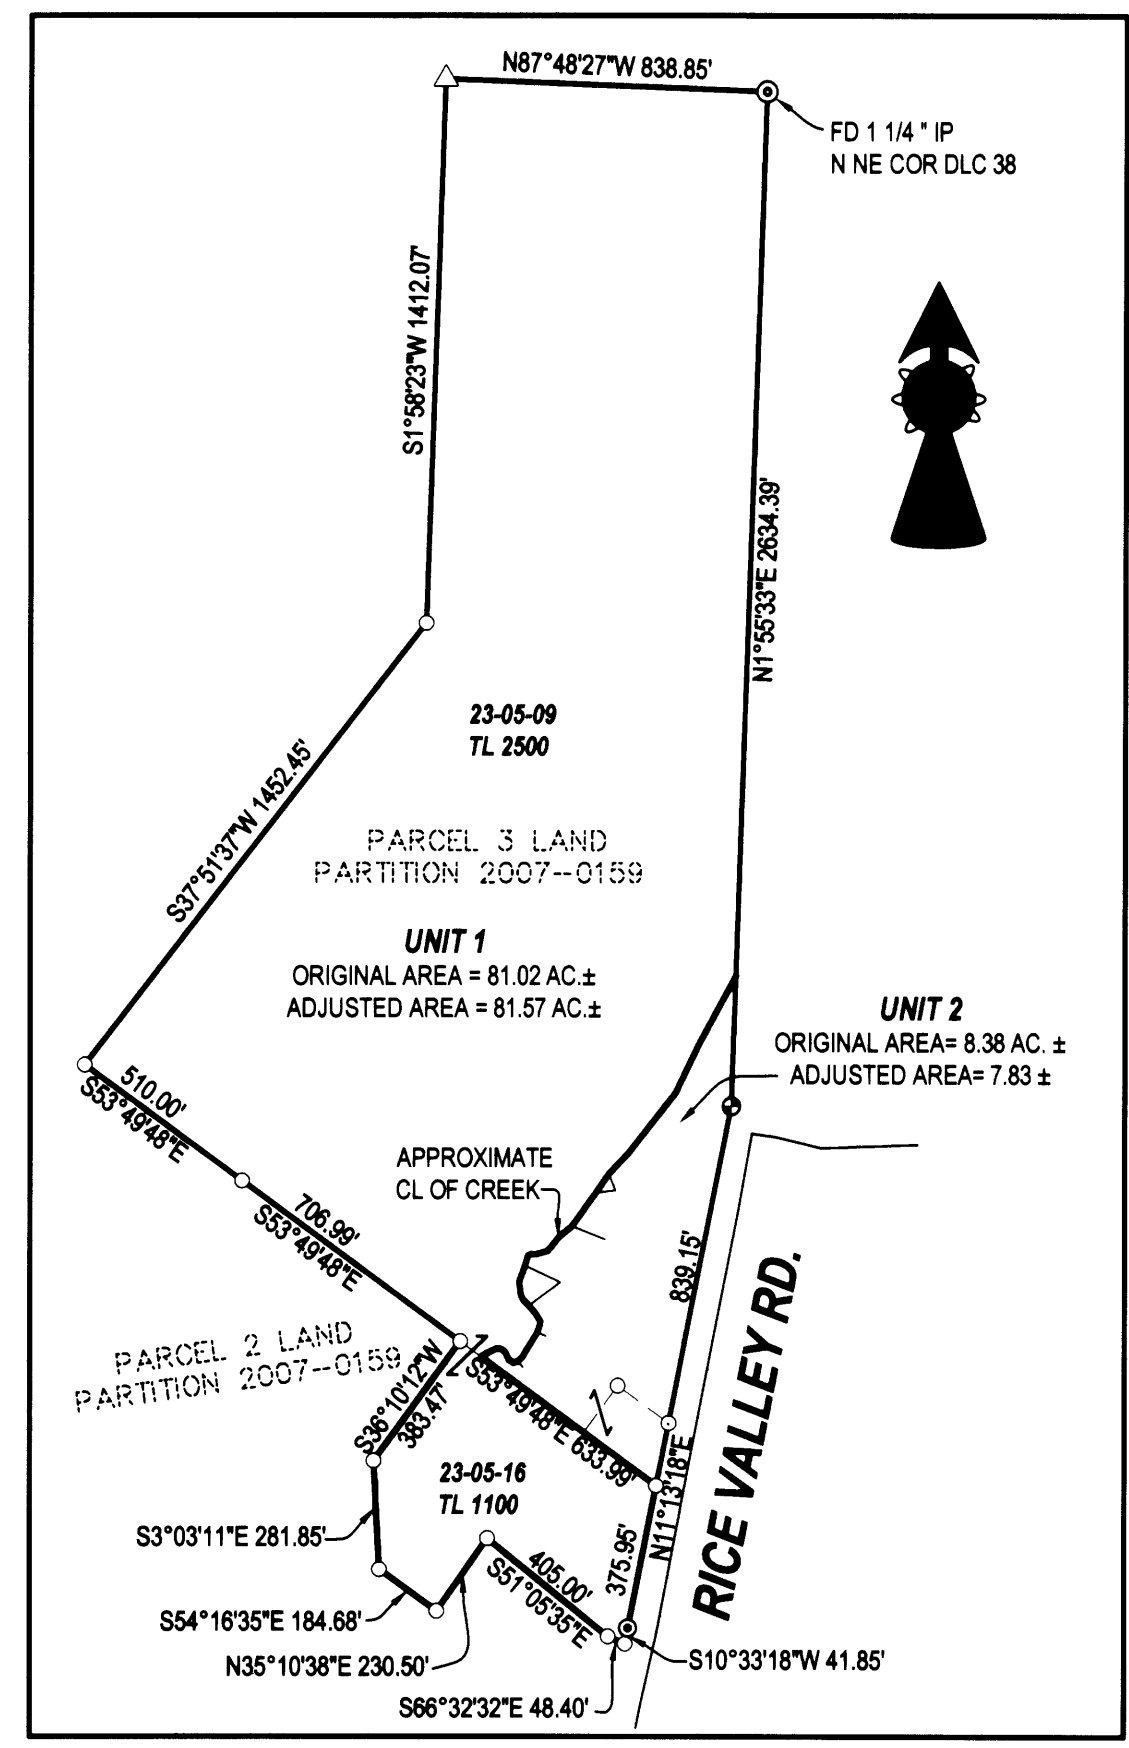 N87°48'27"W 838.85'
FD 1 1/4 " IP
N NE COR DLC 38
S1°58'23"W 1412.07'
N1°55'33"E 2634.39'
23-05-09
TL 2500
S37°51'37"W 1452.45'
PARCEL 3 LAND
PARTITION 2007--0159
UNIT 1
ORIGINAL AREA = 81.02 AC.±
ADJUSTED AREA = 81.57 AC.±
UNIT 2
ORIGINAL AREA= 8.38 AC. ±
ADJUSTED AREA= 7.83 ±
510.00'
S53°49'48"E
APPROXIMATE
CL OF CREEK
706.99'
S53°49'48"E
839.15'
RICE VALLEY RD.
PARCEL 2 LAND
PARTITION 2007--0159
S36°10'12"W
383.47'
S53°49'48"E 633.99'
N11°13'18"E
375.95'
23-05-16
TL 1100
S3°03'11"E 281.85'
405.00'
S51°05'35"E
S54°16'35"E 184.68'
N35°10'38"E 230.50'
S10°33'18"W 41.85'
S66°32'32"E 48.40'